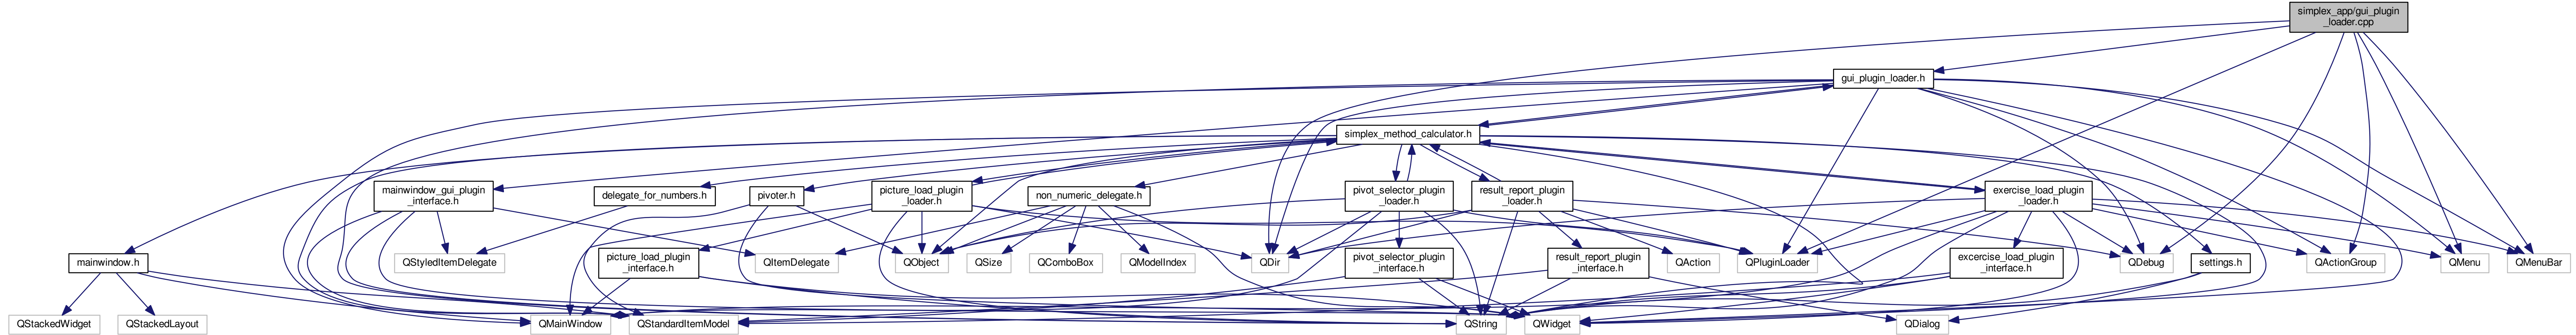 simplex_app/gui_plugin
_loader.cpp
gui_plugin_loader.h
simplex_method_calculator.h
mainwindow_gui_plugin
_interface.h
delegate_for_numbers.h
pivoter.h
picture_load_plugin
_loader.h
non_numeric_delegate.h
pivot_selector_plugin
_loader.h
result_report_plugin
_loader.h
exercise_load_plugin
_loader.h
mainwindow.h
QStyledItemDelegate
picture_load_plugin
_interface.h
QItemDelegate
QObject
QSize
QComboBox
QModelIndex
QDir
pivot_selector_plugin
_interface.h
result_report_plugin
_interface.h
QAction
QPluginLoader
excercise_load_plugin
_interface.h
QDebug
settings.h
QActionGroup
QMenu
QMenuBar
QStackedWidget
QStackedLayout
QMainWindow
QStandardItemModel
QString
QWidget
QDialog